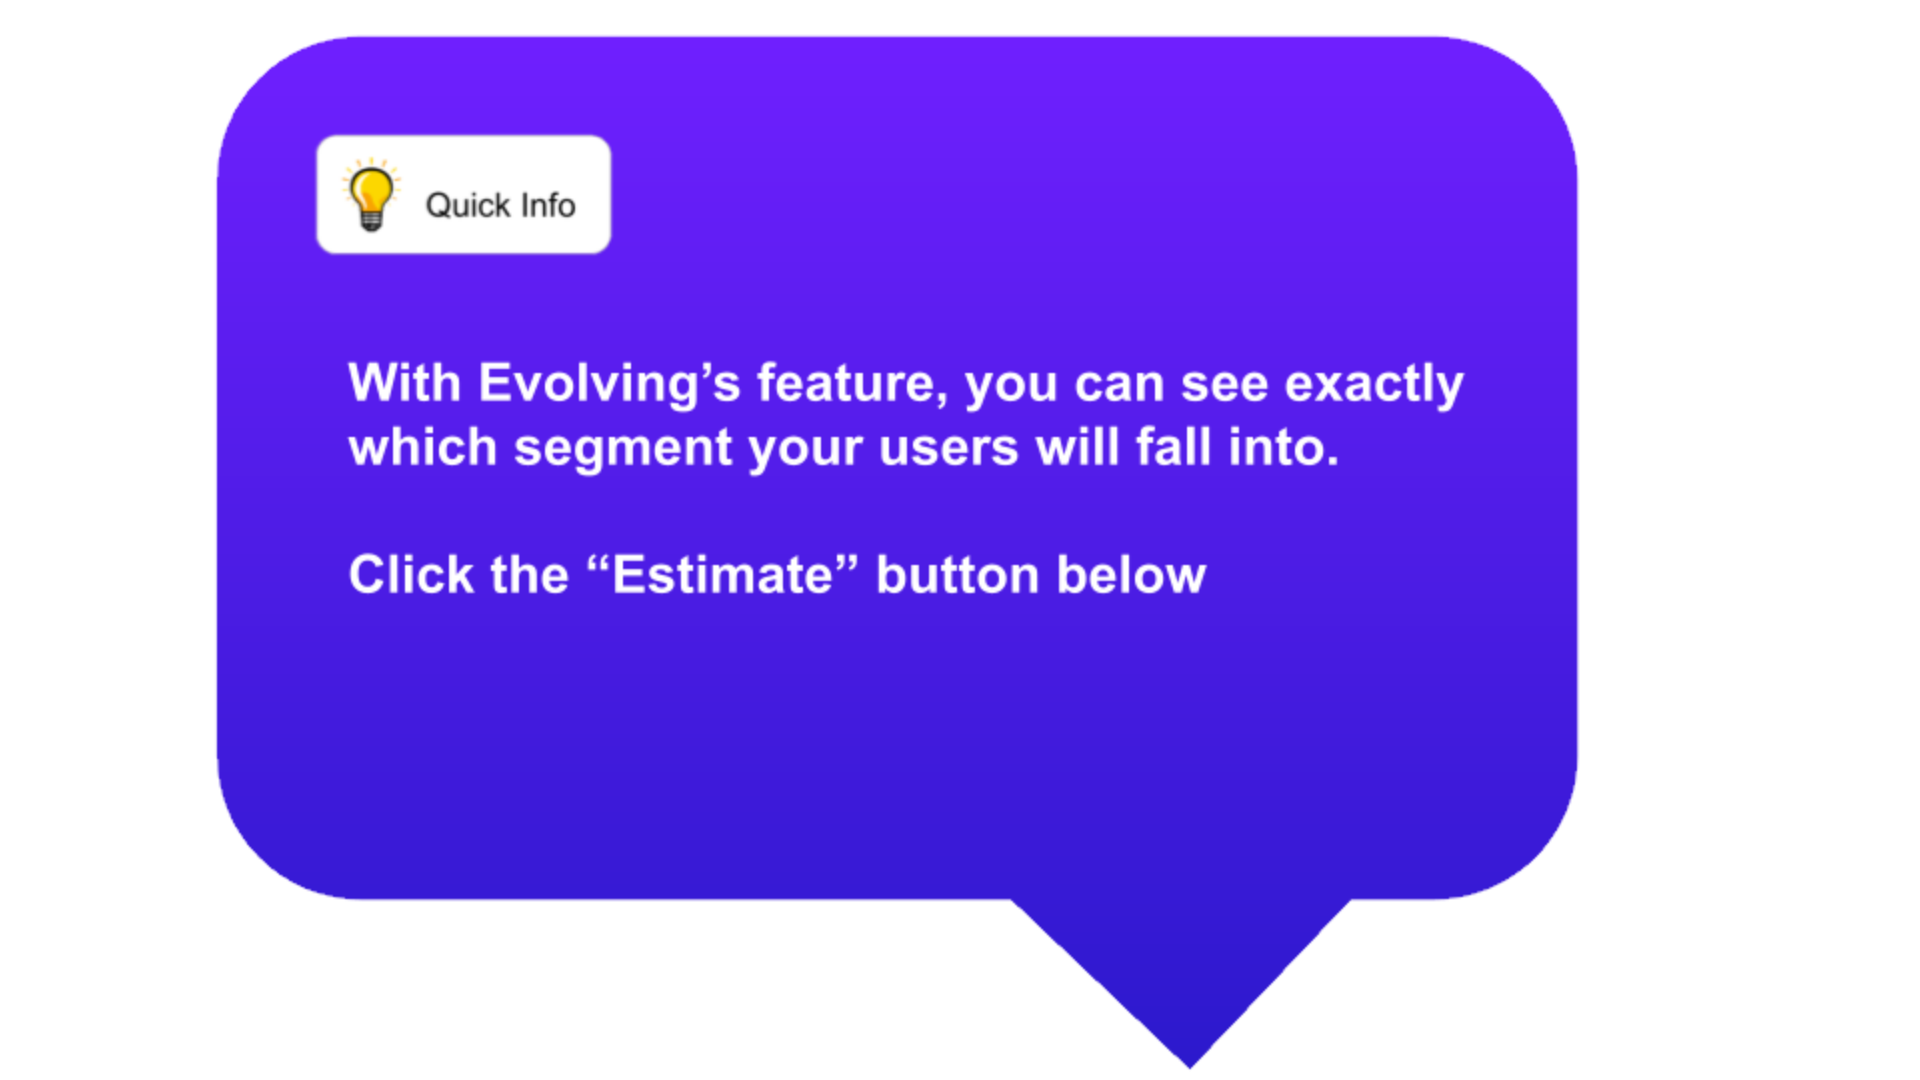 Quick Info
With Evolving’s feature, you can see exactly
which segment your users will fall into.
Click the “Estimate” button below